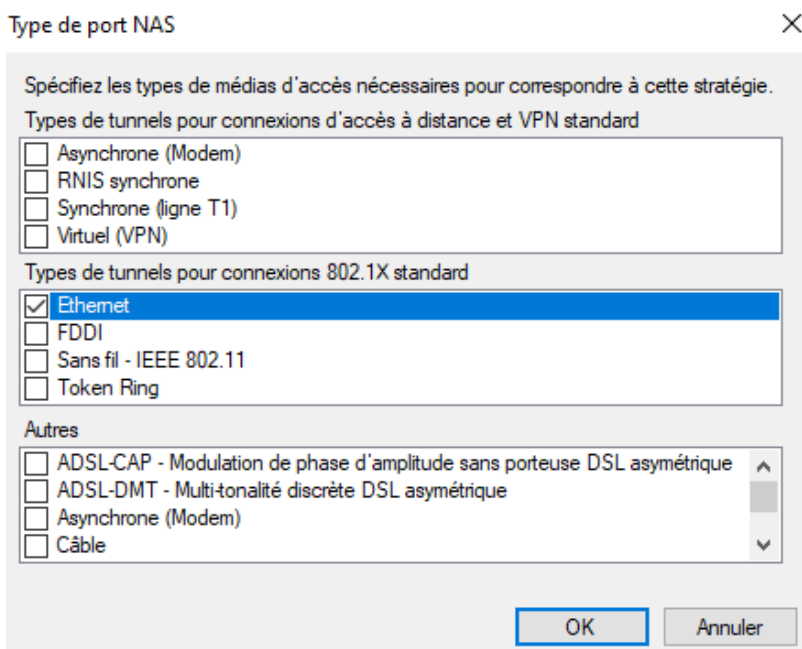 Type de port NAS
Spécifiez les types de médias d'accès nécessaires pour correspondre à cette stratégie.
Types de tunnels pour connexions d'accès à distance et VPN standard
Asynchrone (Modem)
RNIS synchrone
Synchrone (ligne T1)
Virtuel (VPN)
Types de tunnels pour connexions 802.1X standard
Ethernet
FDDI
Sans fil - IEEE 802.11
Token Ring
Autres
ADSL-CAP - Modulation de phase d'amplitude sans porteuse DSL asymétrique
ADSL-DMT - Multi-tonalité discrète DSL asymétrique
Asynchrone (Modem)
Câble
OK Annuler